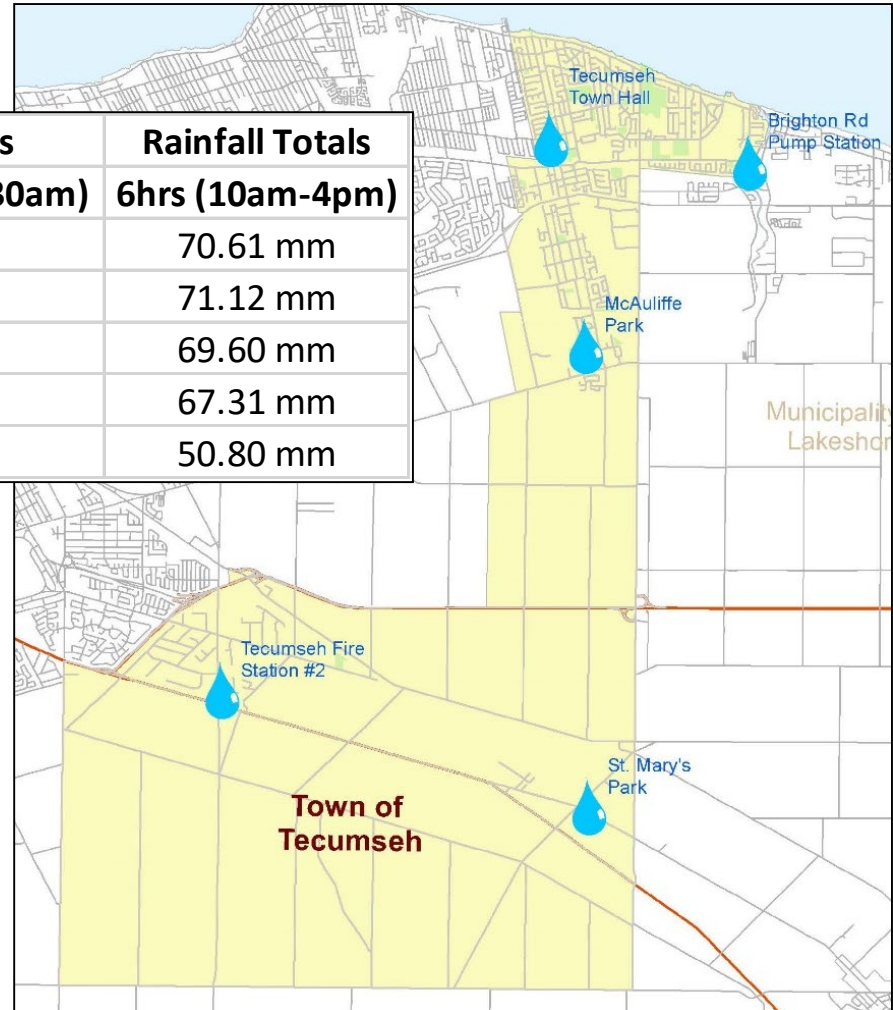 Tecumseh
Town Hall
Brighton Rd
Pump Station
s Rainfall Totals
30am) 6hrs (10am-4pm)
70.61 mm
71.12 mm
69.60 mm
67.31 mm
50.80 mm
McAuliffe
Park
Municipality
Lakeshor
Tecumseh Fire
Station #2
St. Mary's
Park
Town of
Tecumseh